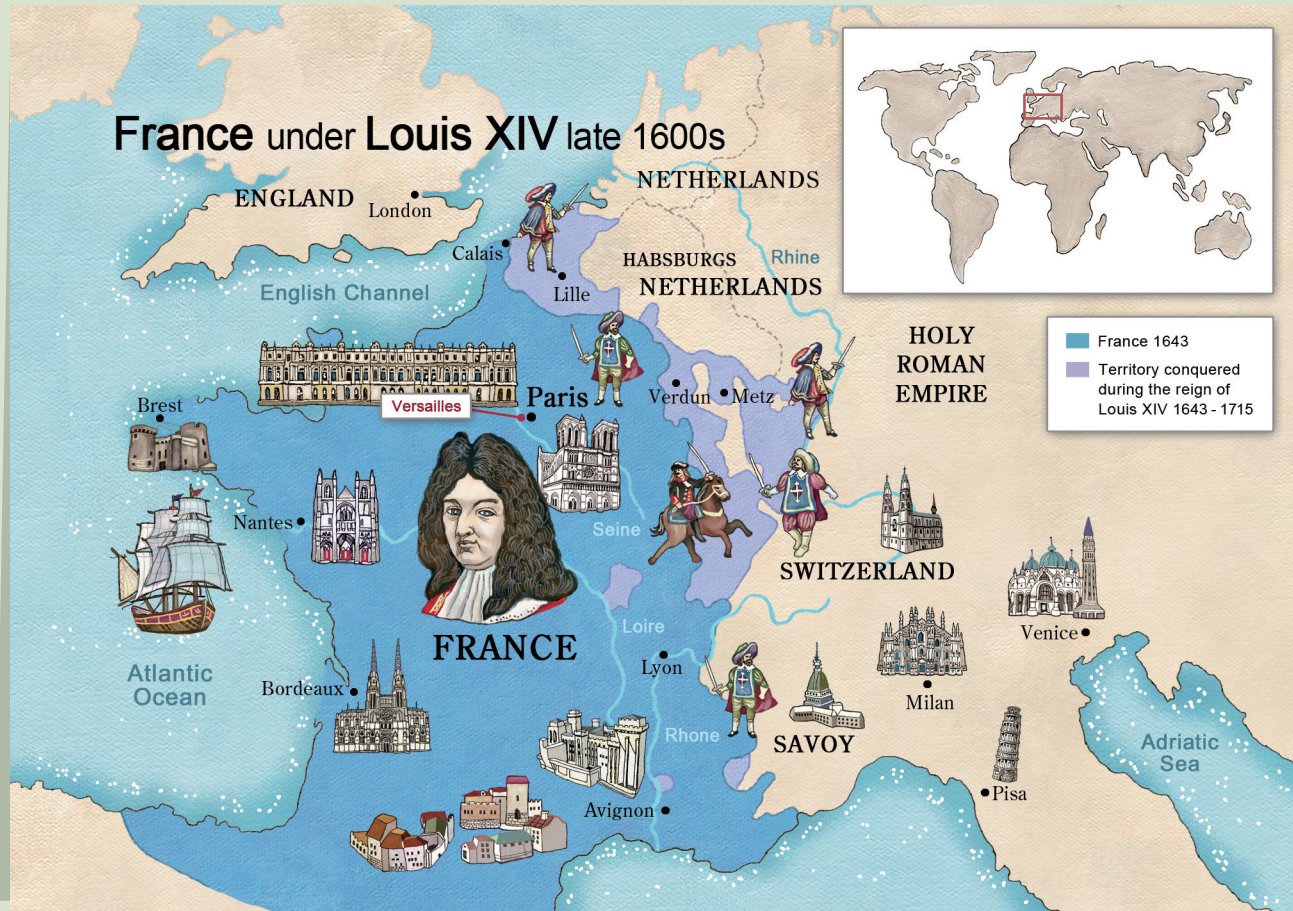 France under Louis XIV late 1600s
ENGLAND
London
NETHERLANDS
Calais
HABSBURGS
NETHERLANDS
Rhine
Lille
English Channel
HOLY
ROMAN
EMPIRE
France 1643
Territory conquered
during the reign of
Louis XIV 1643 - 1715
Brest
Versailles
Paris
Verdun
Metz
Nantes
Seine
SWITZERLAND
FRANCE
Loire
Lyon
Venice
Atlantic
Ocean
Bordeaux
Milan
Rhone
SAVOY
Adriatic
Sea
Avignon
Pisa